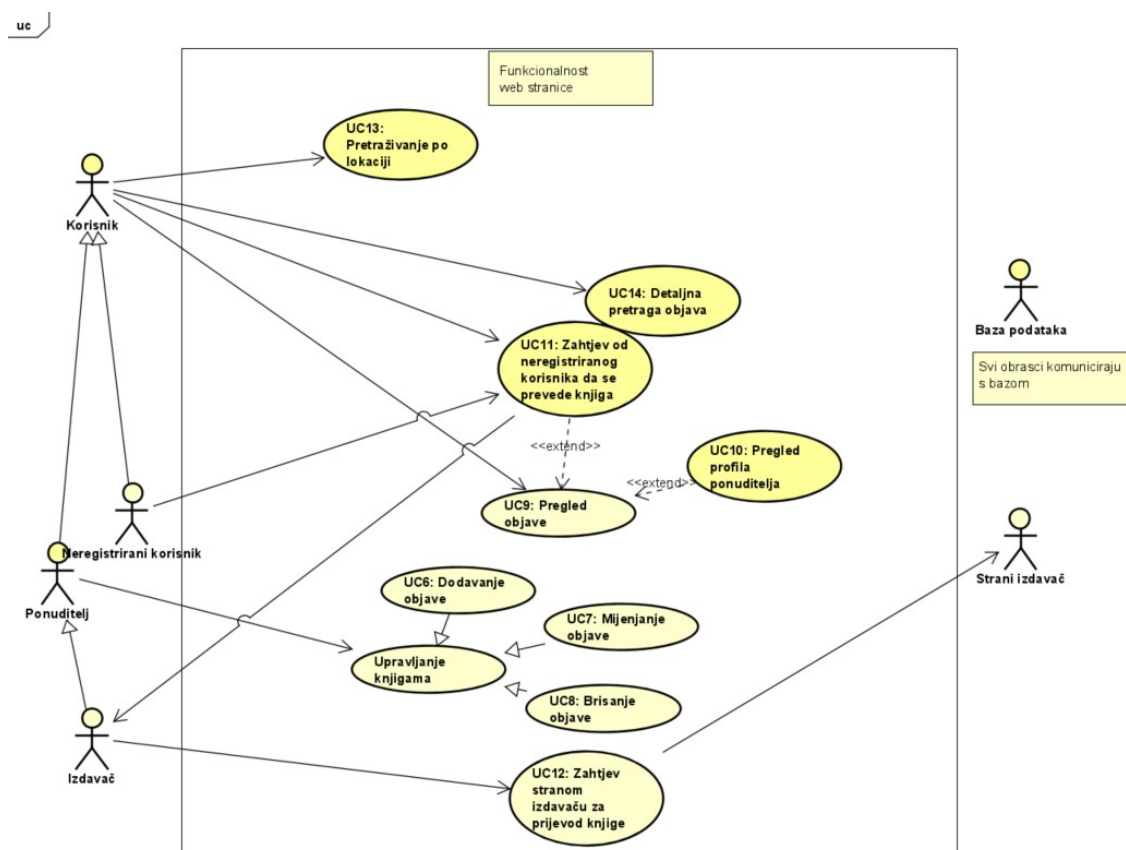 uc
Funkcionalnost
web stranice
UC13:
Pretraživanje po
lokaciji
Korisnik
UC14: Detaljna
pretraga objava
Baza podataka
UC11: Zahtjev od
neregistriranog
korisnika da se
prevede knjiga
Svi obrasci komuniciraju
s bazom
<<extend>>
UC10: Pregled
profila
ponuditelja
<<extend>>
UC9: Pregled
objave
Neregistrirani korisnik
Strani izdavač
Ponuditelj
UC6: Dodavanje
objave
UC7: Mijenjanje
objave
Upravljanje
knjigama
UC8: Brisanje
objave
Izdavač
UC12: Zahtjev
stranom
izdavaču za
prijevod knjige